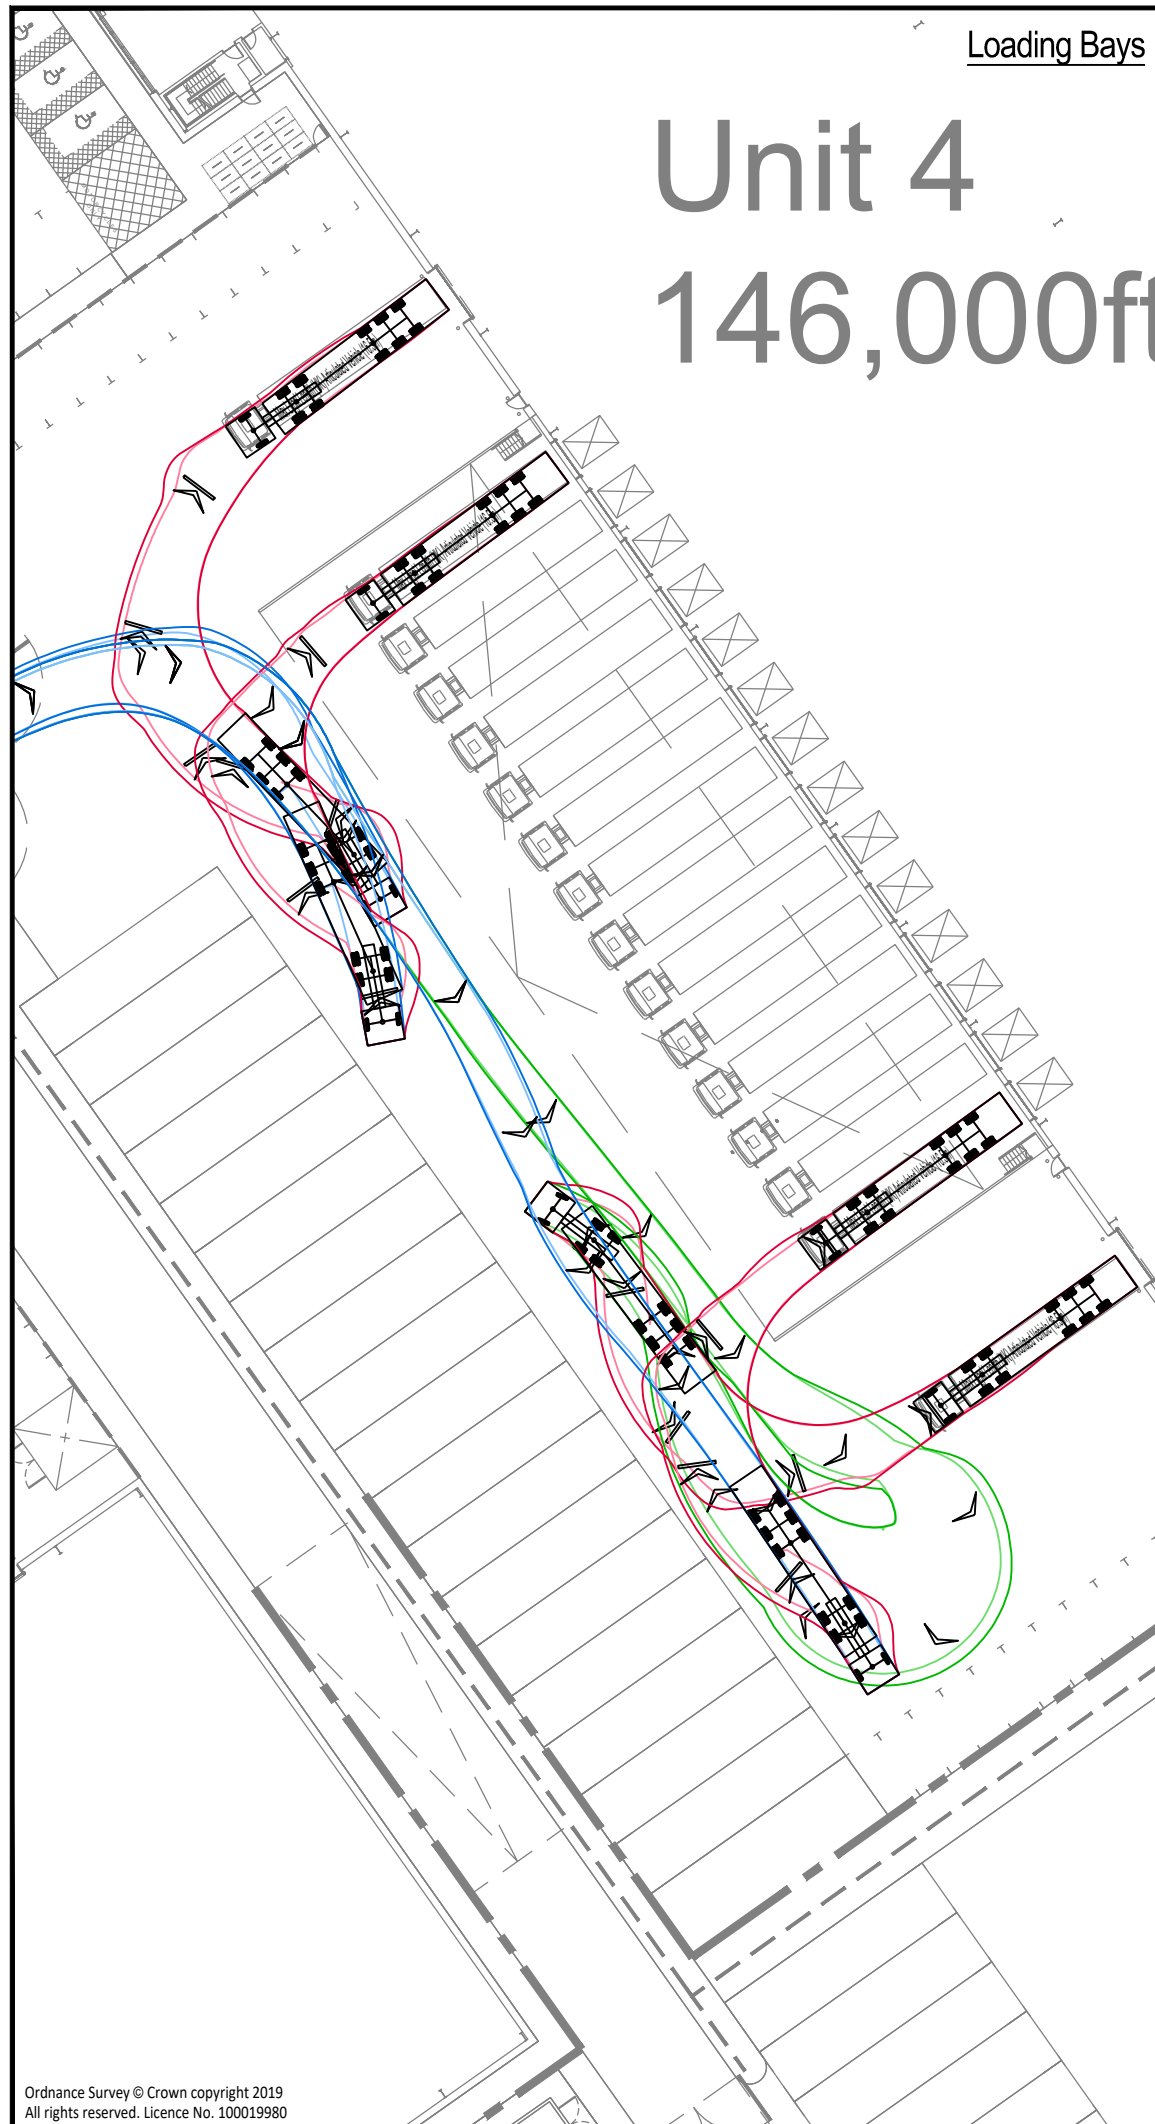 Loading Bays
Unit 4
146,000ft
Ordnance Survey © Crown copyright 2019
All rights reserved. Licence No. 100019980